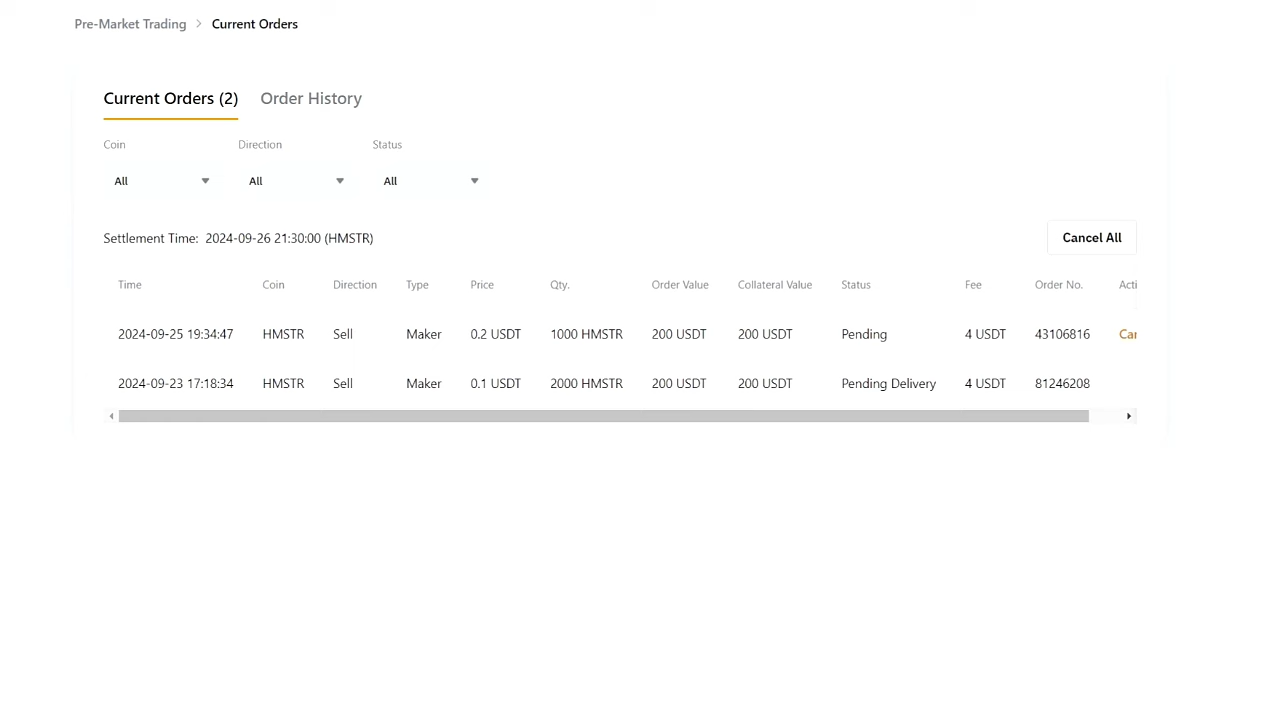 Pre-Market Trading > Current Orders
Current Orders (2) Order History
Coin Direction Status
All All All
Settlement Time: 2024-09-26 21:30:00 (HMSTR) Cancel All
Time Coin Direction Type Price Qty. Order Value Collateral Value Status Fee Order No. Acti
2024-09-25 19:34:47 HMSTR Sell Maker 0.2 USDT 1000 HMSTR 200 USDT 200 USDT Pending 4 USDT 43106816 Can
2024-09-23 17:18:34 HMSTR Sell Maker 0.1 USDT 2000 HMSTR 200 USDT 200 USDT Pending Delivery 4 USDT 81246208